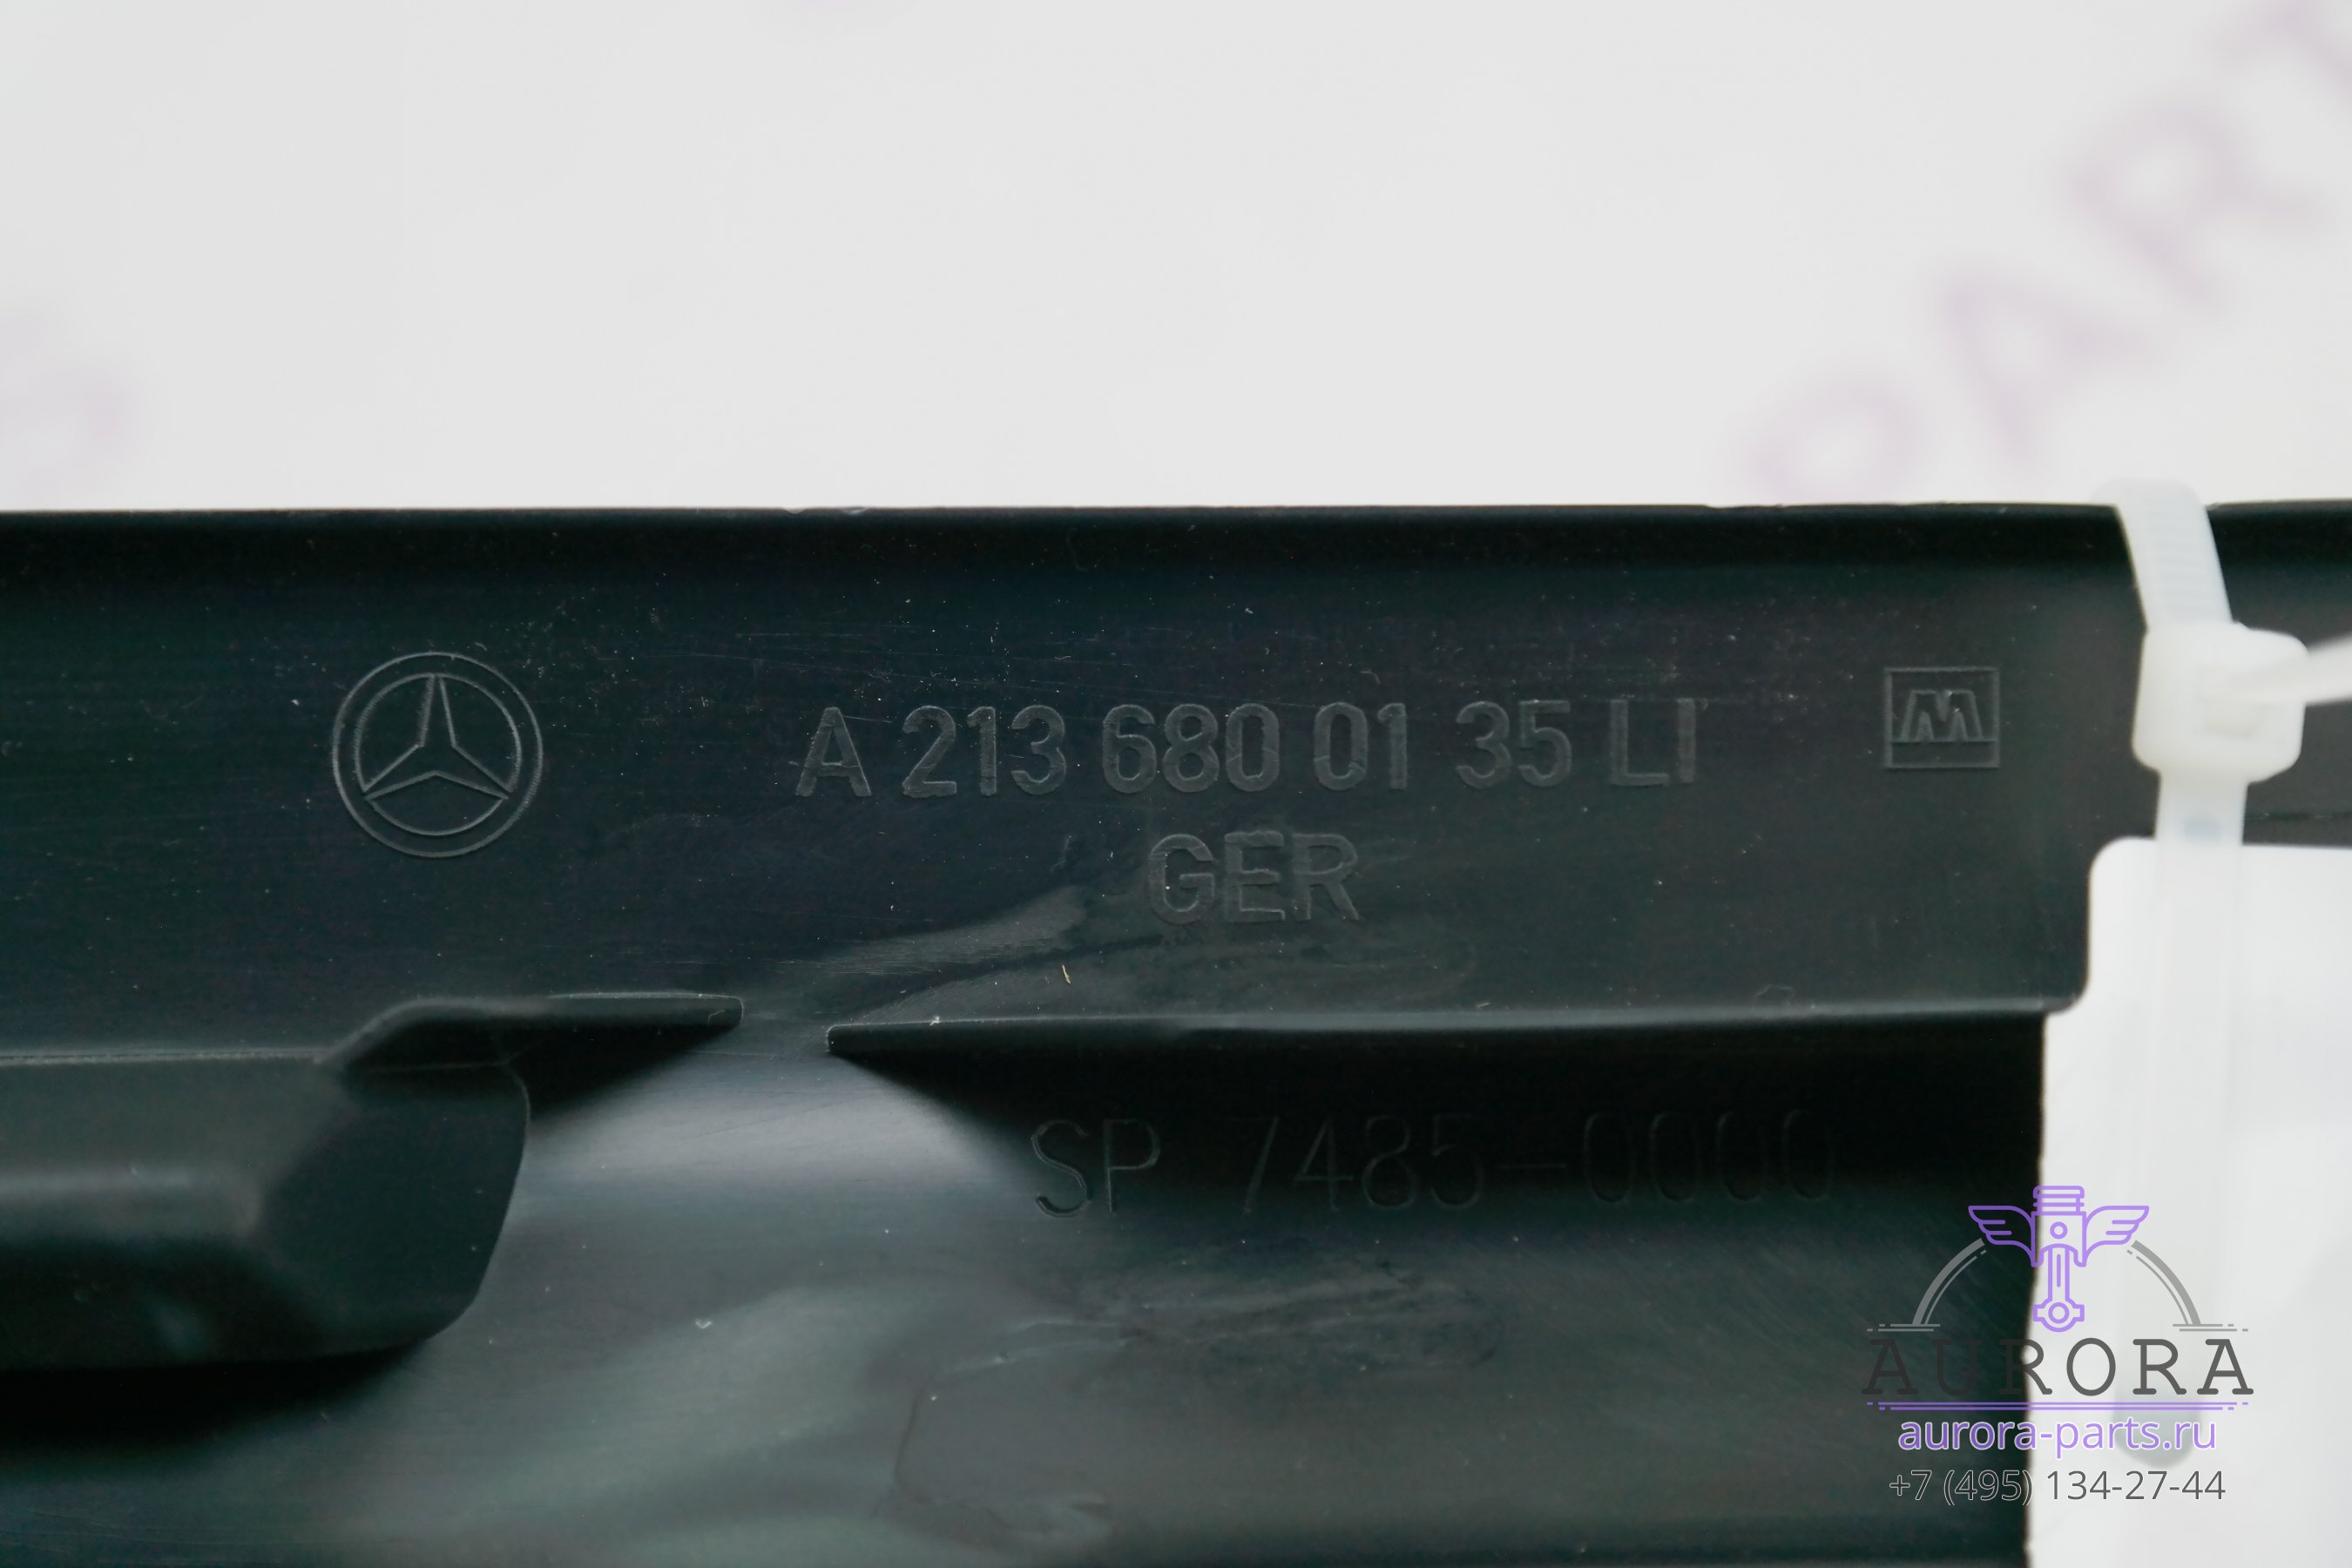 A 213 680 01 35 LI
GER
SP 7485-0000
AURORA
aurora-parts.ru
+7 (495) 134-27-44